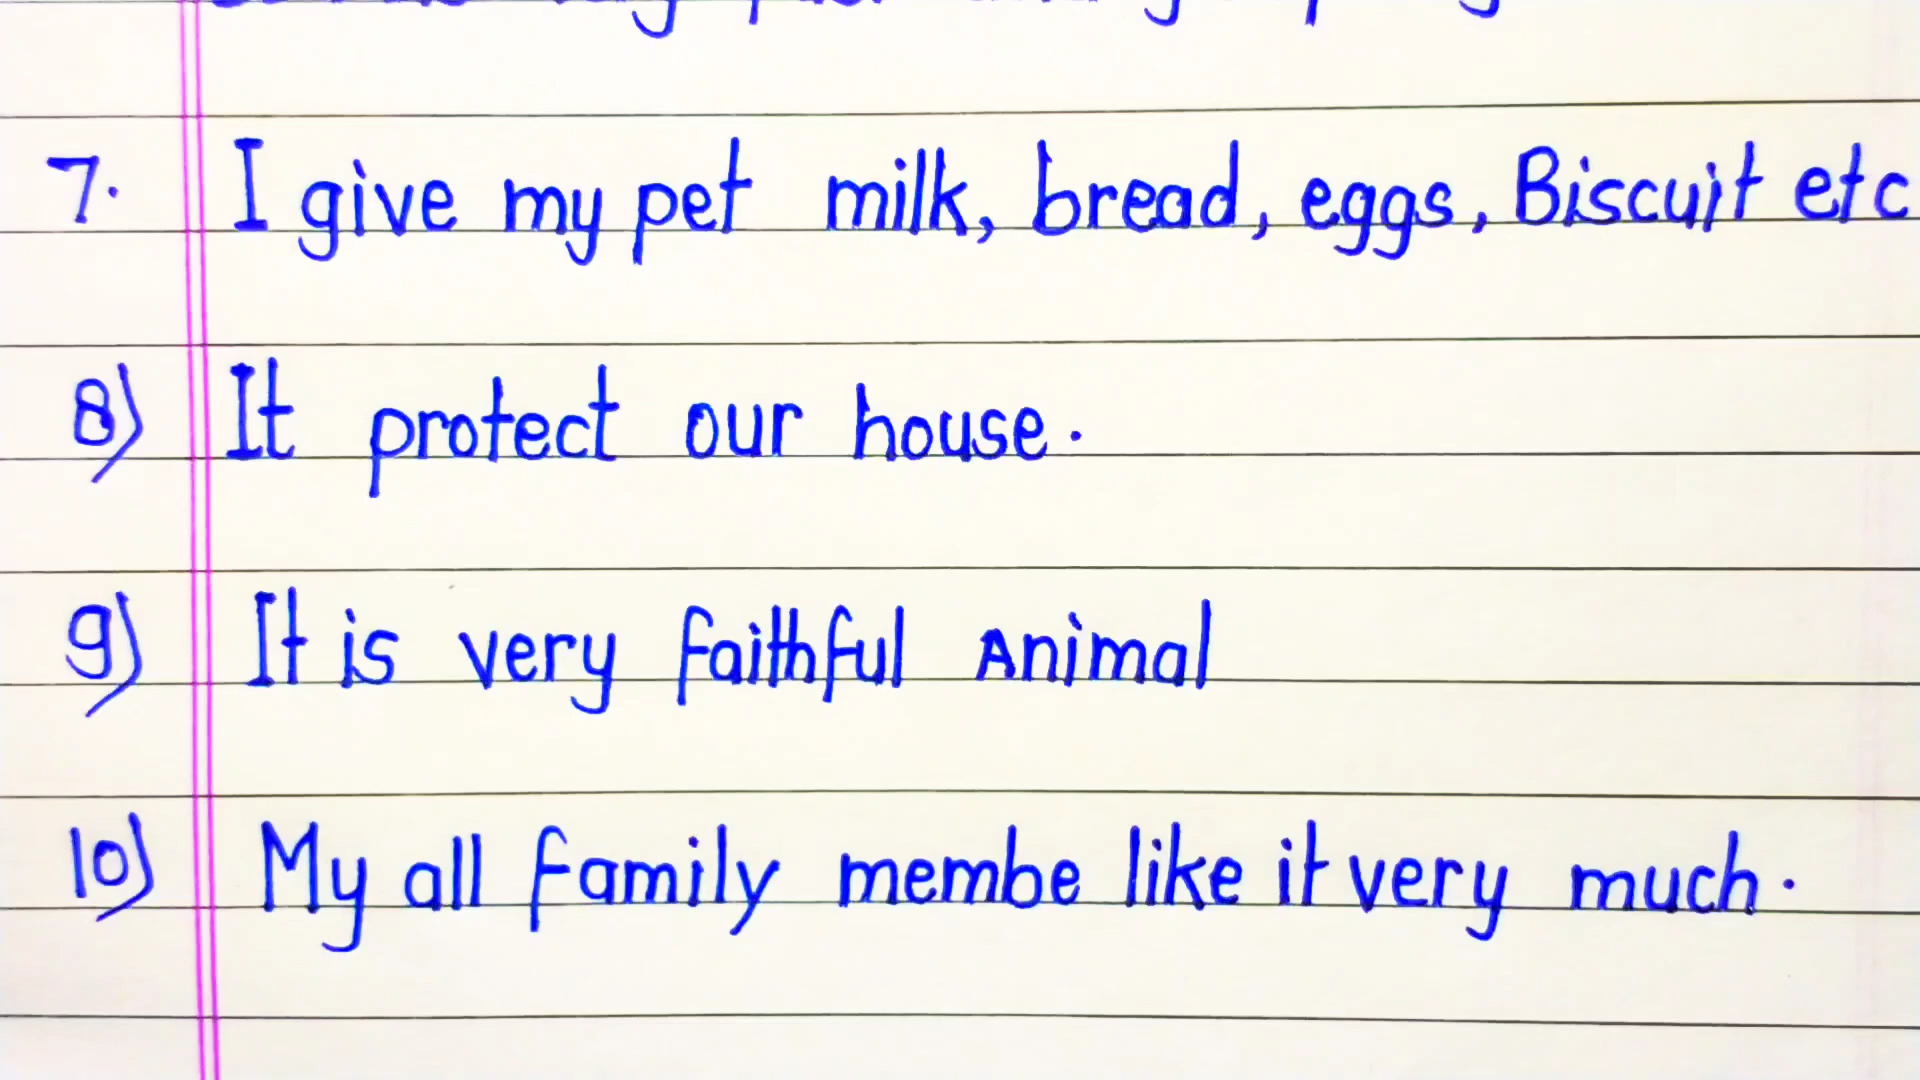 7. I give my pet milk, bread, eggs, Biscuit etc
8) It protect our house.
9) It is very faithful Animal
10) My all family membe like it very much.